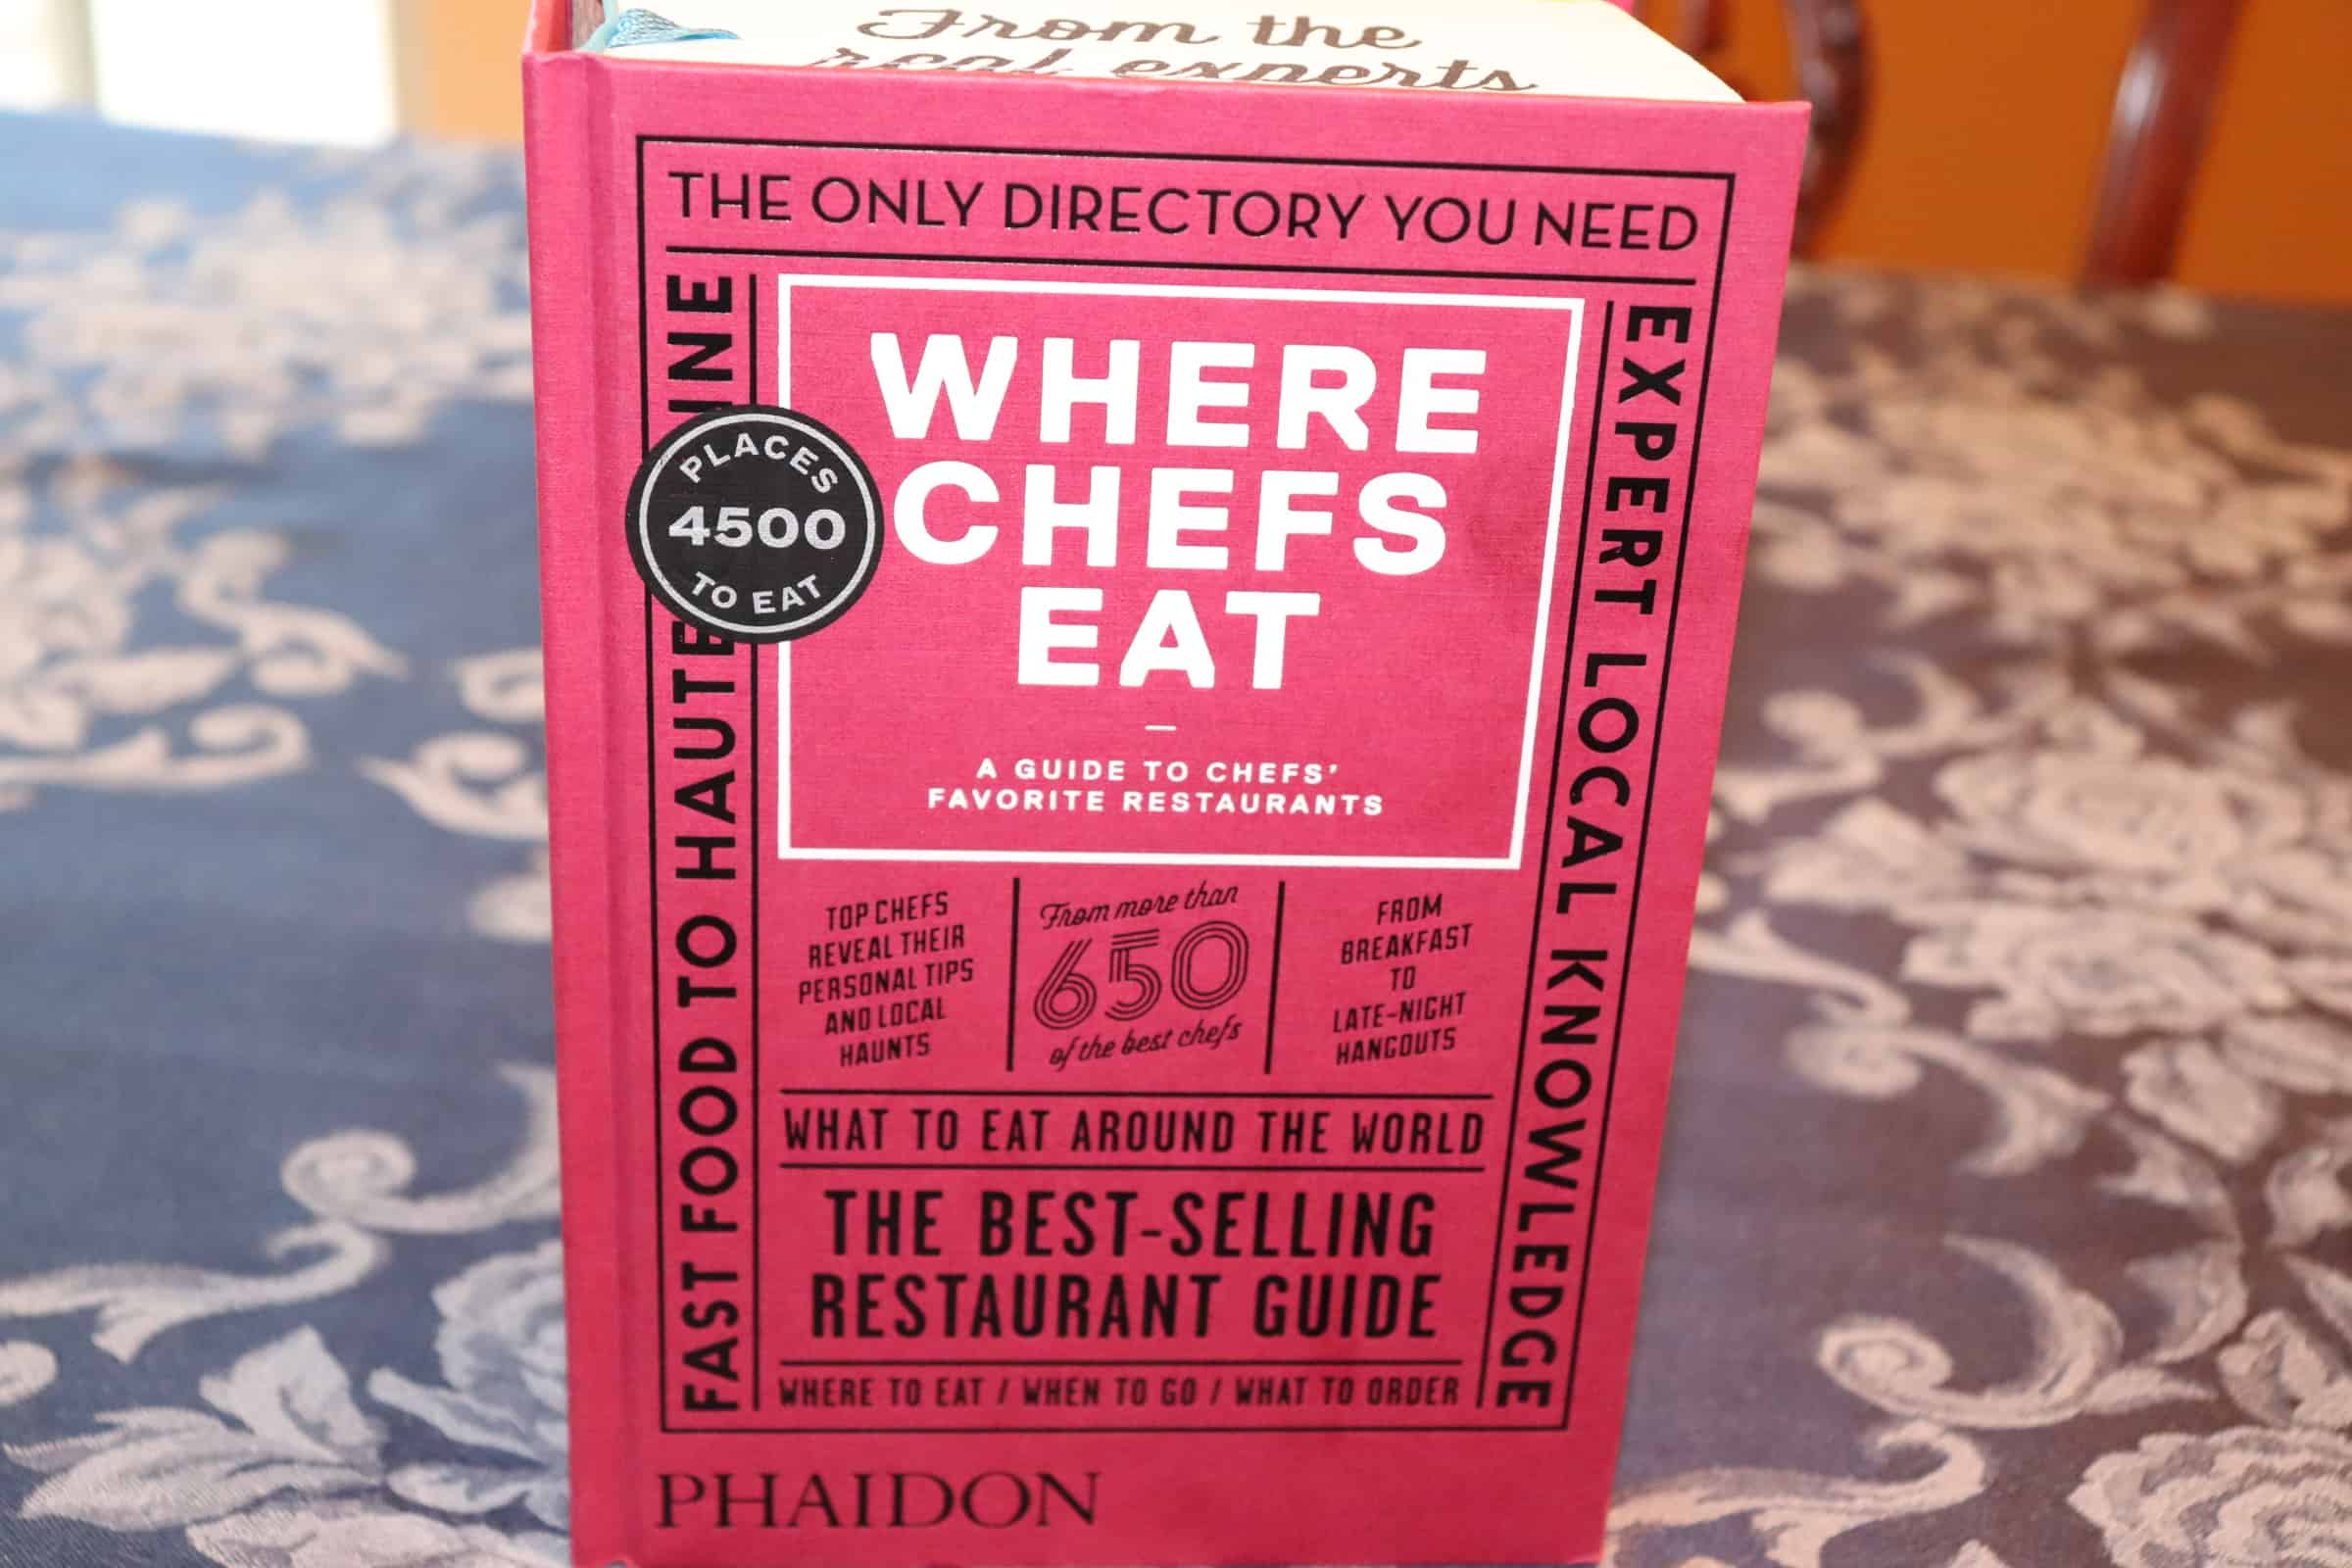 From the
real experts
THE ONLY DIRECTORY YOU NEED
FAST FOOD TO HAUTE
PLACES
4500
TO EAT
WHERE
CHEFS
EAT
A GUIDE TO CHEFS'
FAVORITE RESTAURANTS
EXPERT LOCAL KNOWLEDGE
TOP CHEFS
REVEAL THEIR
PERSONAL TIPS
AND LOCAL
HAUNTS
From more than
650
of the best chefs
FROM
BREAKFAST
TO
LATE-NIGHT
HANGOUTS
WHAT TO EAT AROUND THE WORLD
THE BEST-SELLING
RESTAURANT GUIDE
WHERE TO EAT / WHEN TO GO / WHAT TO ORDER
PHAIDON